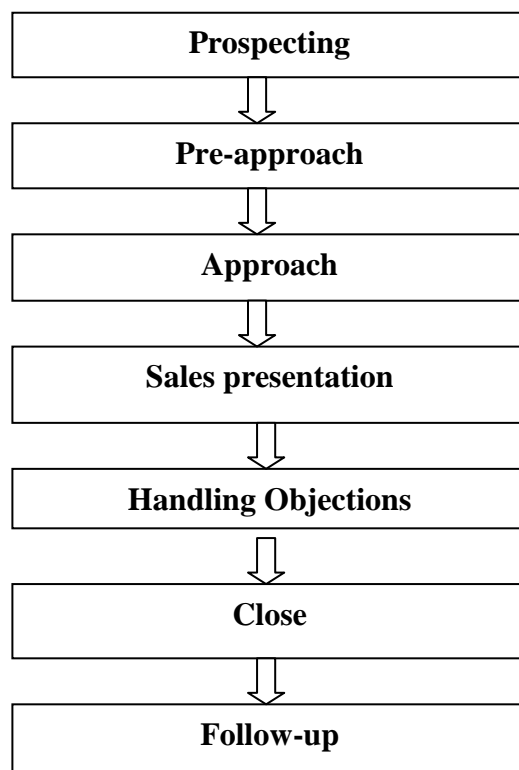 Prospecting
Pre-approach
Approach
Sales presentation
Handling Objections
Close
Follow-up